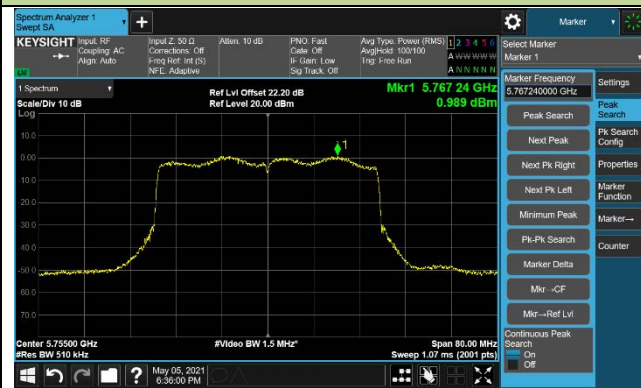 Spectrum Analyzer 1
Swept SA
+
Marker
KEYSIGHT
Input: RF
Coupling: AC
Align: Auto
Input Z: 50 Ω
Corrections: Off
Freq Ref: Int (S)
NFE: Adaptive
Atten: 10 dB
PNO: Fast
Gate: Off
IF Gain: Low
Sig Track: Off
Avg Type: Power (RMS)
Avg|Hold: 100/100
Trig: Free Run
1 2 3 4 5 6
A W W W W W
A N N N N N
LXI
Select Marker
Marker 1
1 Spectrum
Scale/Div 10 dB
Log
Ref Lvl Offset 22.20 dB
Ref Level 20.00 dBm
Mkr1 5.767 24 GHz
0.989 dBm
10.0
0.00
10.0
20.0
30.0
40.0
50.0
60.0
70.0
1
Center 5.75500 GHz
#Res BW 510 kHz
#Video BW 1.5 MHz*
Span 80.00 MHz
Sweep 1.07 ms (2001 pts)
Marker Frequency
5.767240000 GHz
Peak Search
Next Peak
Next Pk Right
Next Pk Left
Minimum Peak
Pk-Pk Search
Marker Delta
Mkr→CF
Mkr→Ref Lvl
Continuous Peak
Search
On
Off
Settings
Peak
Search
Pk Search
Config
Properties
Marker
Function
Marker→
Counter
?
May 05, 2021
6:36:00 PM